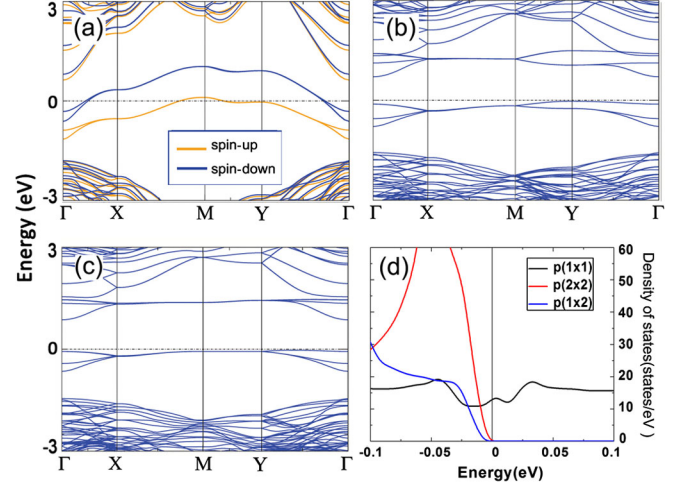 (a)
3
0
-3
spin-up
spin-down
Γ X M Y Γ
(b)
Γ X M Y Γ
Energy (eV)
(c)
3
0
-3
Γ X M Y Γ
(d)
p(1x1)
p(2x2)
p(1x2)
60
50
40
30
20
10
0
Density of states(states/eV )
-0.1 -0.05 0 0.05 0.1
Energy(eV)